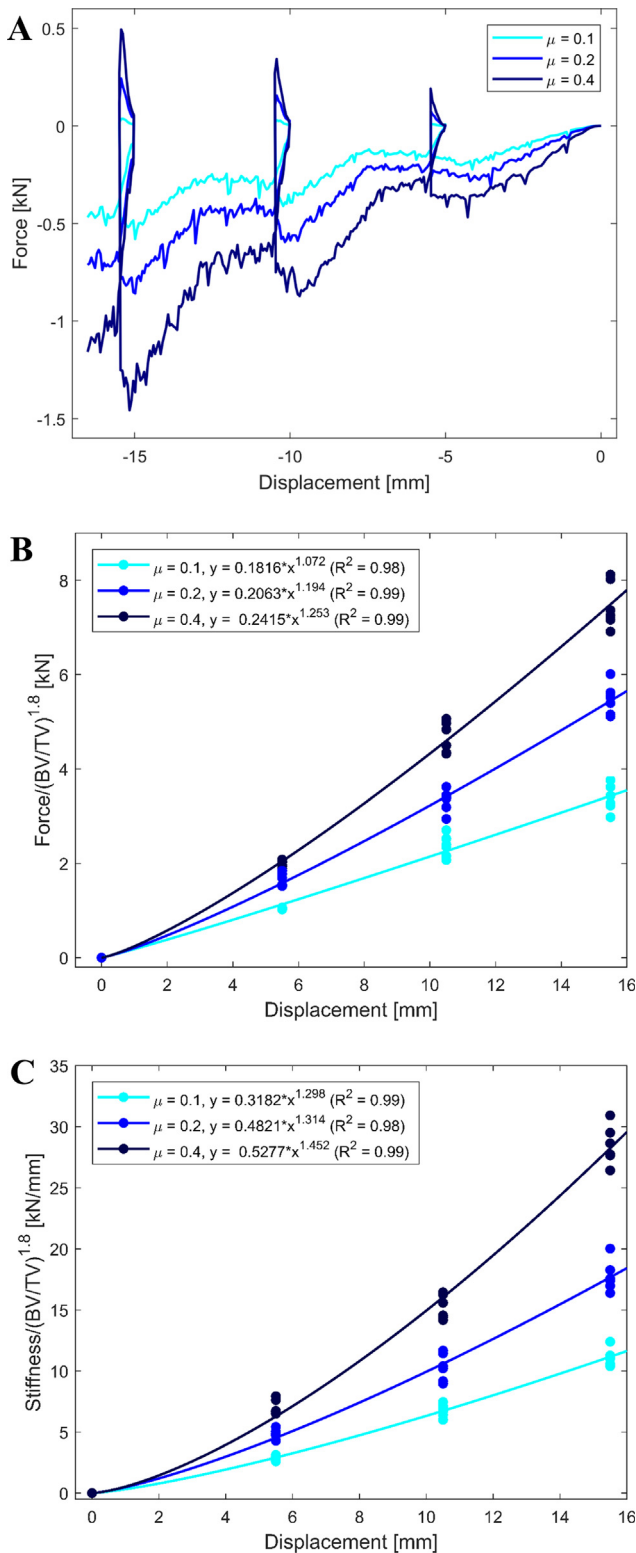 A
0.5
0
-0.5
-1
-1.5
Force [kN]
μ = 0.1
μ = 0.2
μ = 0.4
-15
-10
-5
0
Displacement [mm]
B
8
6
4
2
0
Force/(BV/TV)^1.8 [kN]
μ = 0.1, y = 0.1816*x^1.072 (R^2 = 0.98)
μ = 0.2, y = 0.2063*x^1.194 (R^2 = 0.99)
μ = 0.4, y = 0.2415*x^1.253 (R^2 = 0.99)
0
2
4
6
8
10
12
14
16
Displacement [mm]
C
35
30
25
20
15
10
5
0
Stiffness/(BV/TV)^1.8 [kN/mm]
μ = 0.1, y = 0.3182*x^1.298 (R^2 = 0.99)
μ = 0.2, y = 0.4821*x^1.314 (R^2 = 0.98)
μ = 0.4, y = 0.5277*x^1.452 (R^2 = 0.99)
0
2
4
6
8
10
12
14
16
Displacement [mm]